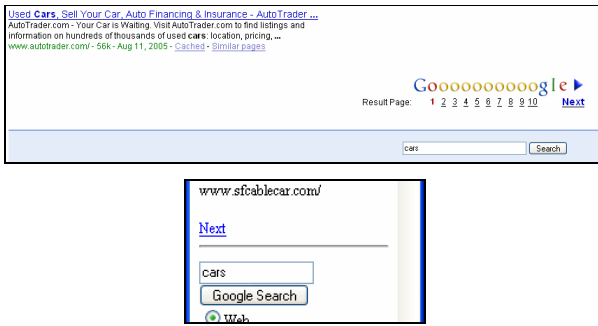 Used Cars, Sell Your Car, Auto Financing & Insurance - AutoTrader ...
AutoTrader.com - Your Car is Waiting. Visit AutoTrader.com to find listings and
information on hundreds of thousands of used cars: location, pricing, ...
www.autotrader.com/ - 56k - Aug 11, 2005 - Cached - Similar pages
Goooooooooogle
Result Page: 1 2 3 4 5 6 7 8 9 10 Next
cars Search
www.sfcablecar.com/
Next
cars
Google Search
Web